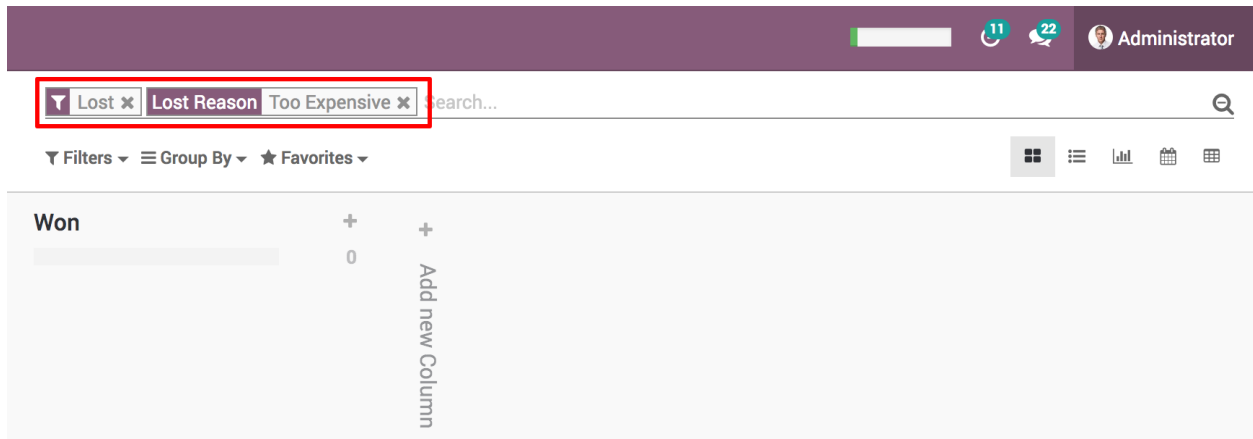 11
22
Administrator
Lost Lost Reason Too Expensive Search...
Filters Group By Favorites
Won
0
Add new Column